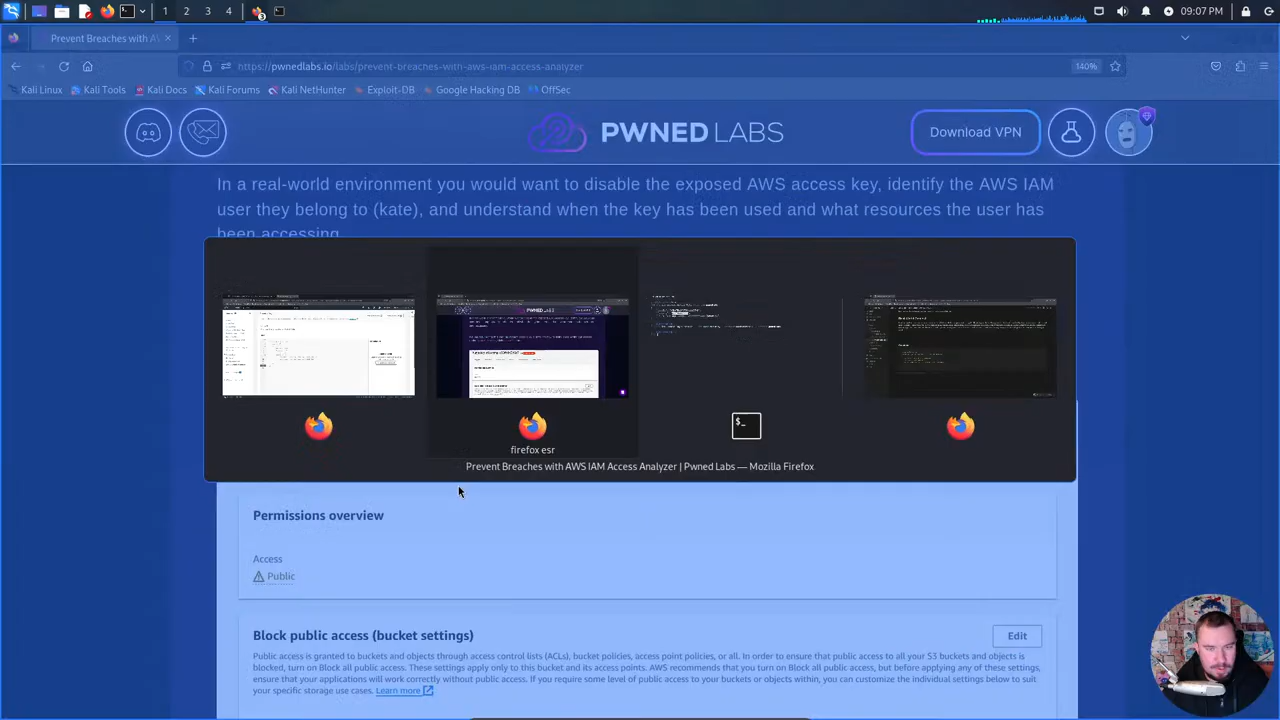 1 2 3 4
09:07 PM
Prevent Breaches with AW
https://pwnedlabs.io/labs/prevent-breaches-with-aws-iam-access-analyzer
140%
Kali Linux Kali Tools Kali Docs Kali Forums Kali NetHunter Exploit-DB Google Hacking DB OffSec
PWNED LABS
Download VPN
In a real-world environment you would want to disable the exposed AWS access key, identify the AWS IAM
user they belong to (kate), and understand when the key has been used and what resources the user has
been accessing.
PWNED LABS
$_
firefox esr
Prevent Breaches with AWS IAM Access Analyzer | Pwned Labs — Mozilla Firefox
Permissions overview
Access
Public
Block public access (bucket settings)
Edit
Public access is granted to buckets and objects through access control lists (ACLs), bucket policies, access point policies, or all. In order to ensure that public access to all your S3 buckets and objects is
blocked, turn on Block all public access. These settings apply only to this bucket and its access points. AWS recommends that you turn on Block all public access, but before applying any of these settings,
ensure that your applications will work correctly without public access. If you require some level of public access to your buckets or objects within, you can customize the individual settings below to suit
your specific storage use cases. Learn more